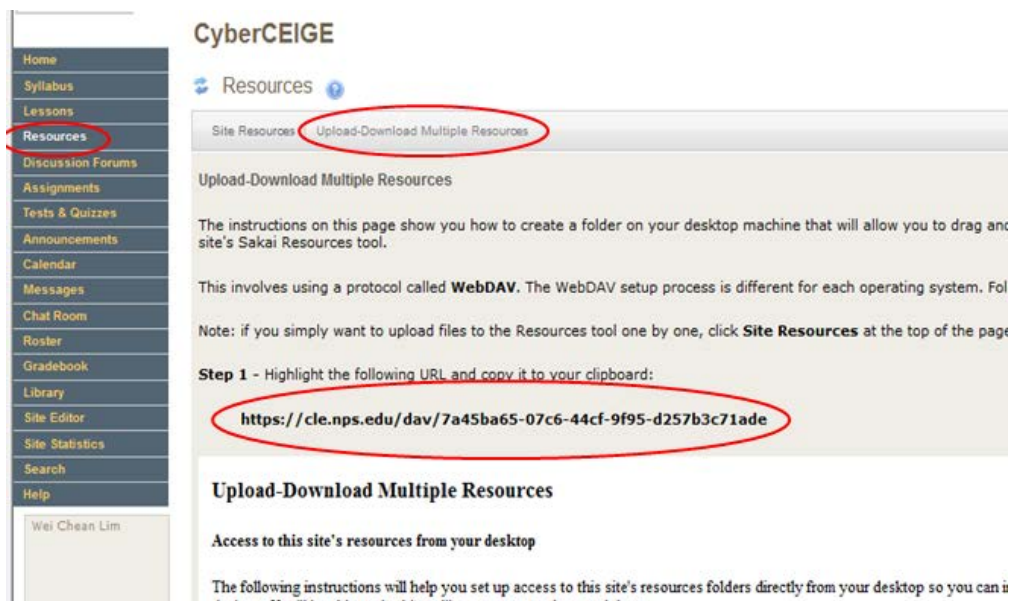 CyberCEIGE
Home
Syllabus
Lessons
Resources
Discussion Forums
Assignments
Tests & Quizzes
Announcements
Calendar
Messages
Chat Room
Roster
Gradebook
Library
Site Editor
Site Statistics
Search
Help
Wei Chean Lim
Resources
Site Resources Upload-Download Multiple Resources
Upload-Download Multiple Resources
The instructions on this page show you how to create a folder on your desktop machine that will allow you to drag and
site's Sakai Resources tool.
This involves using a protocol called WebDAV. The WebDAV setup process is different for each operating system. Fol
Note: if you simply want to upload files to the Resources tool one by one, click Site Resources at the top of the page
Step 1 - Highlight the following URL and copy it to your clipboard:
https://cle.nps.edu/dav/7a45ba65-07c6-44cf-9f95-d257b3c71ade
Upload-Download Multiple Resources
Access to this site's resources from your desktop
The following instructions will help you set up access to this site's resources folders directly from your desktop so you can i